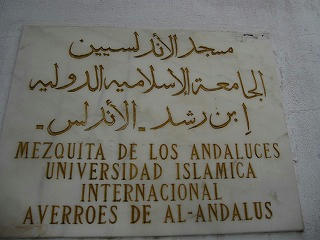 مسجد الأندلسيين
الجامعة الإسلامية الدولية
إبن رشد - الأندلس -
MEZQUITA DE LOS ANDALUCES
UNIVERSIDAD ISLAMICA
INTERNACIONAL
AVERROES DE AL-ANDALUS